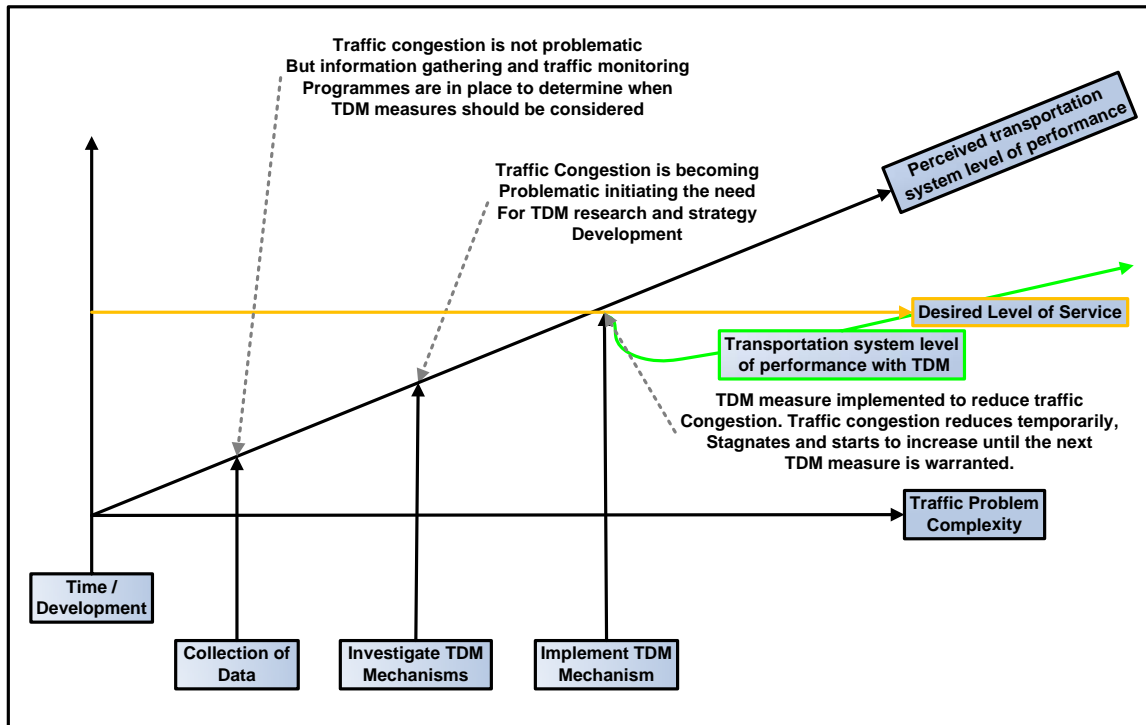 Traffic congestion is not problematic
But information gathering and traffic monitoring
Programmes are in place to determine when
TDM measures should be considered
Perceived transportation
system level of performance
Traffic Congestion is becoming
Problematic initiating the need
For TDM research and strategy
Development
Desired Level of Service
Transportation system level
of performance with TDM
TDM measure implemented to reduce traffic
Congestion. Traffic congestion reduces temporarily,
Stagnates and starts to increase until the next
TDM measure is warranted.
Traffic Problem
Complexity
Time /
Development
Collection of
Data
Investigate TDM
Mechanisms
Implement TDM
Mechanism